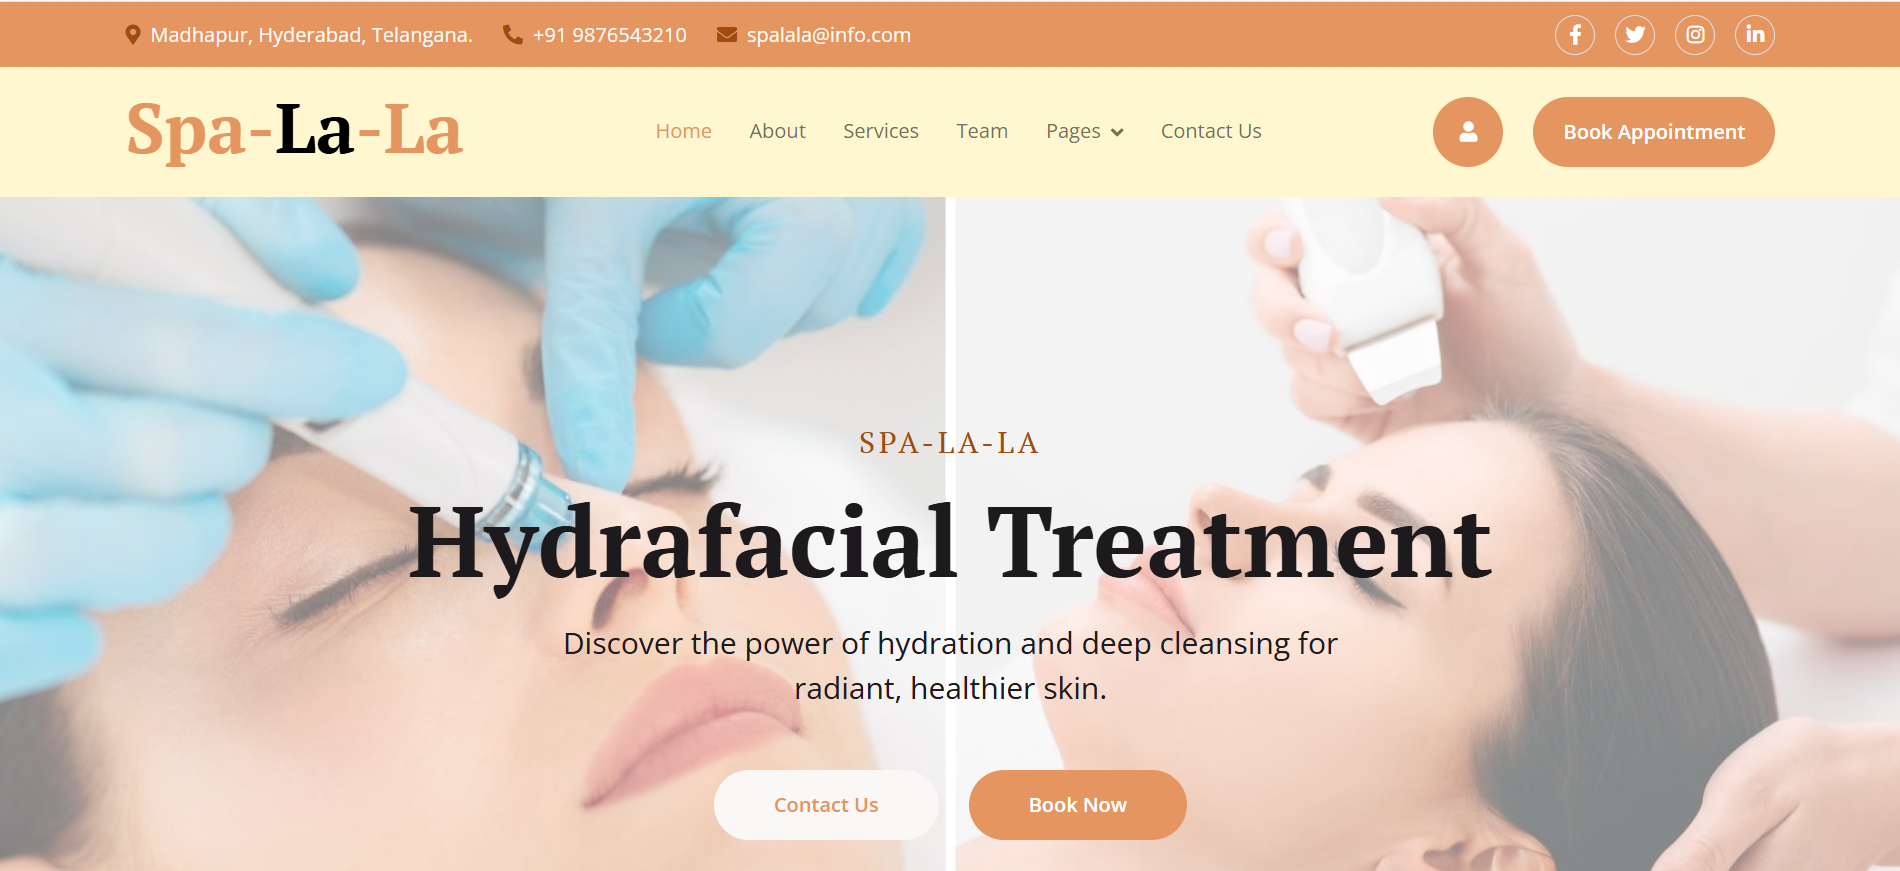 Madhapur, Hyderabad, Telangana. +91 9876543210 spalala@info.com
Spa-La-La
Home About Services Team Pages Contact Us
Book Appointment
SPA-LA-LA
Hydrafacial Treatment
Discover the power of hydration and deep cleansing for
radiant, healthier skin.
Contact Us
Book Now